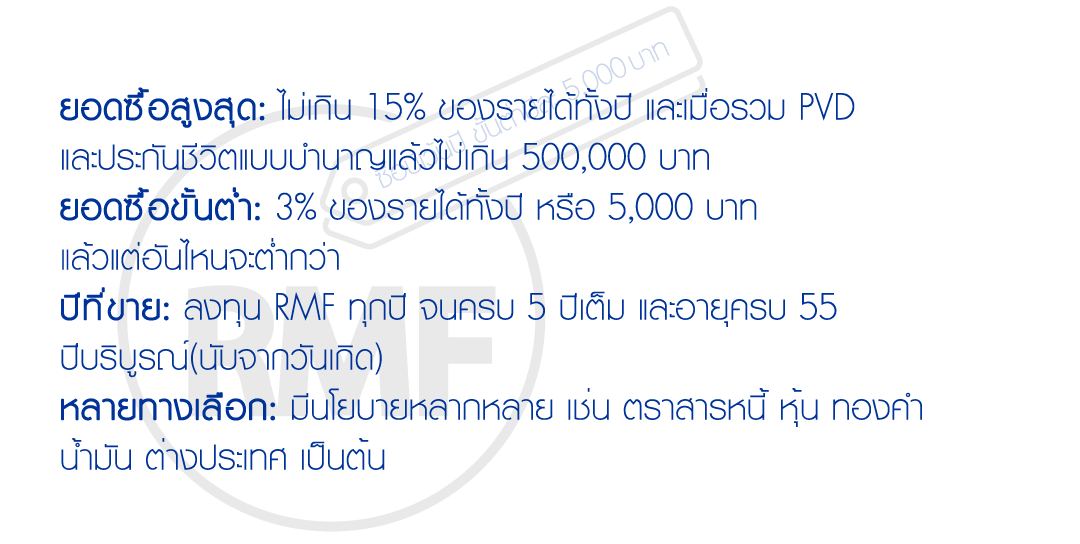 ยอดซื้อสูงสุด: ไม่เกิน 15% ของรายได้ทั้งปี และเมื่อรวม PVD
และประกันชีวิตแบบบำนาญแล้วไม่เกิน 500,000 บาท
ยอดซื้อขั้นต่ำ: 3% ของรายได้ทั้งปี หรือ 5,000 บาท
แล้วแต่อันไหนจะต่ำกว่า
ปีที่ขาย: ลงทุน RMF ทุกปี จนครบ 5 ปีเต็ม และอายุครบ 55
ปีบริบูรณ์(นับจากวันเกิด)
หลายทางเลือก: มีนโยบายหลากหลาย เช่น ตราสารหนี้ หุ้น ทองคำ
น้ำมัน ต่างประเทศ เป็นต้น
RMF
5,000 บาท